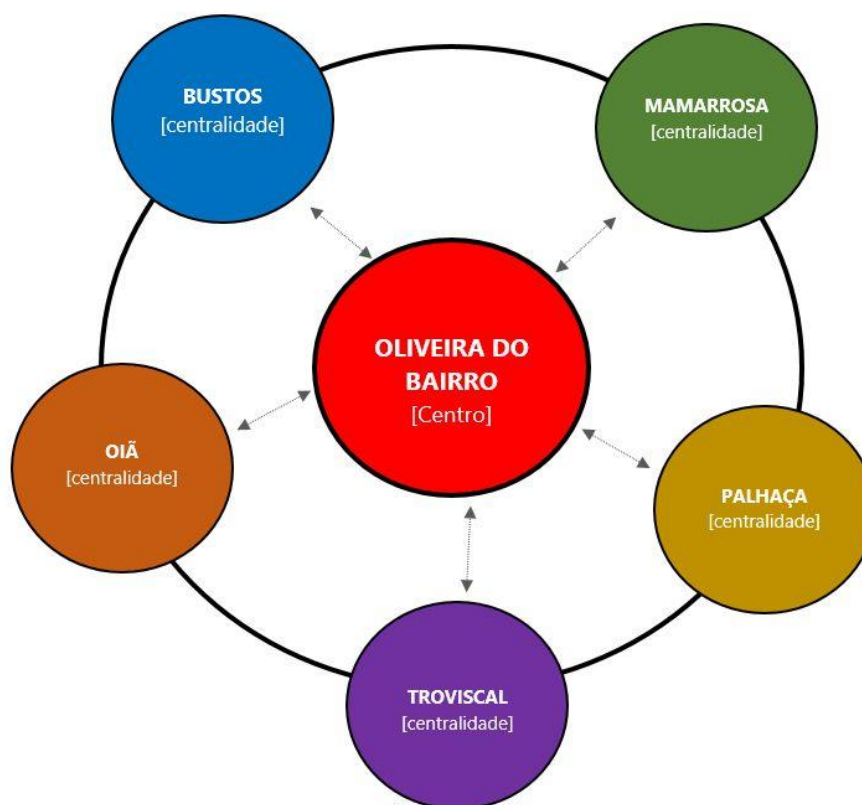 BUSTOS
[centralidade]
MAMARROSA
[centralidade]
OLIVEIRA DO
BAIRRO
[Centro]
OIÃ
[centralidade]
PALHAÇA
[centralidade]
TROVISCAL
[centralidade]